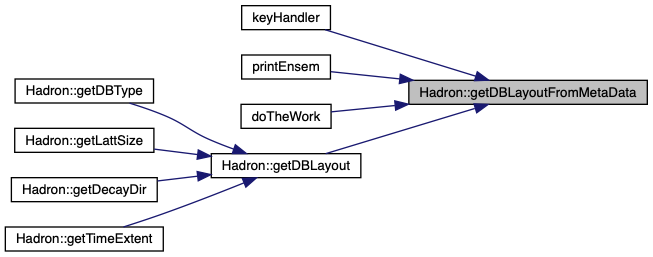 keyHandler
printEnsem
Hadron::getDBLayoutFromMetaData
Hadron::getDBType
doTheWork
Hadron::getLattSize
Hadron::getDBLayout
Hadron::getDecayDir
Hadron::getTimeExtent